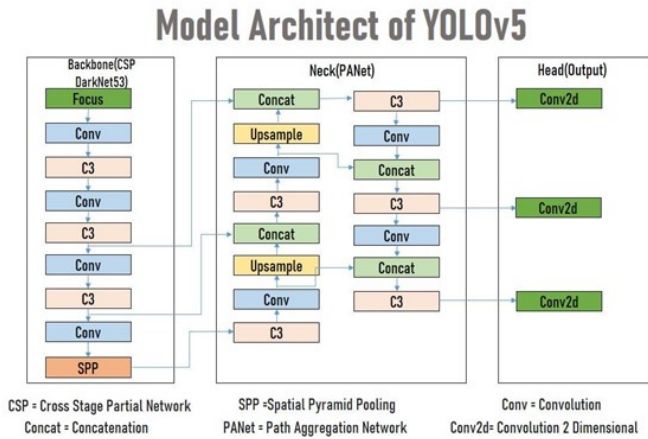 Model Architect of YOLOv5
Backbone(CSP
DarkNet53)
Focus
Conv
C3
Conv
C3
Conv
C3
Conv
SPP
Neck(PANet)
Concat
Upsample
Conv
C3
Concat
Upsample
Conv
C3
C3
Conv
Concat
C3
Conv
Concat
C3
Head(Output)
Conv2d
Conv2d
Conv2d
CSP = Cross Stage Partial Network
Concat = Concatenation
SPP =Spatial Pyramid Pooling
PANet = Path Aggregation Network
Conv = Convolution
Conv2d= Convolution 2 Dimensional